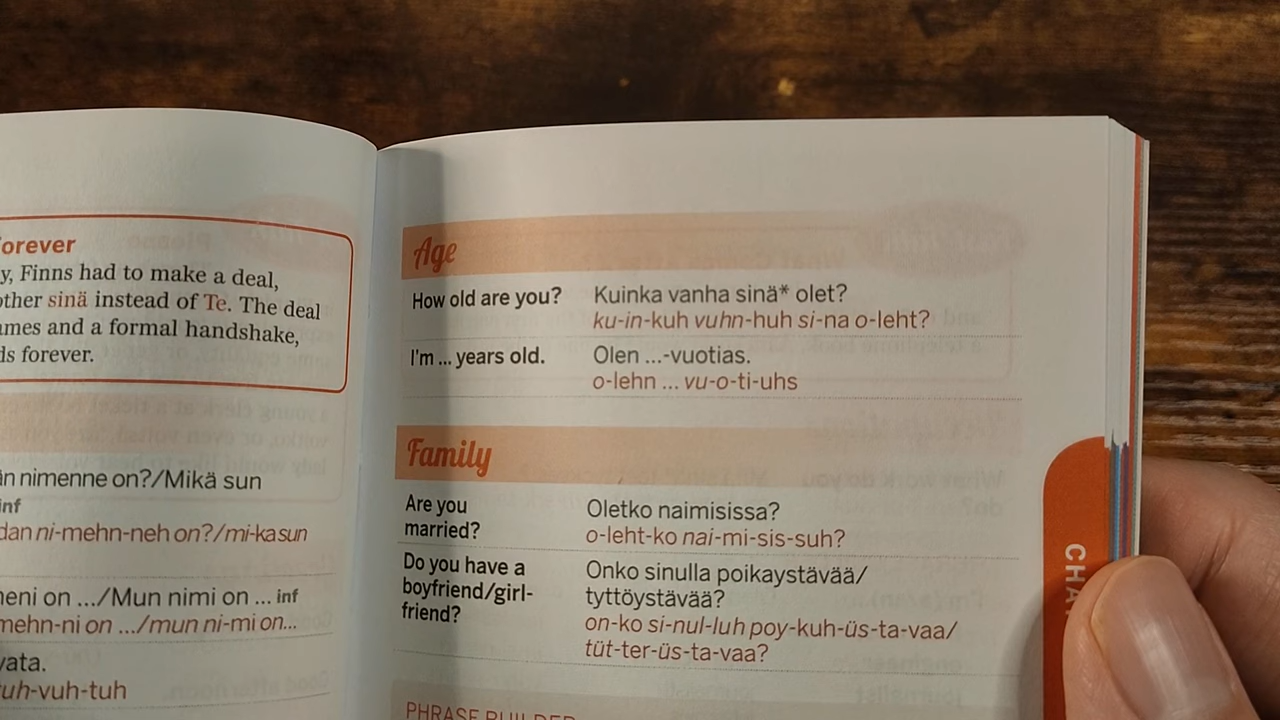 orever
y, Finns had to make a deal,
other sinä instead of Te. The deal
ames and a formal handshake,
ds forever.
än nimenne on?/Mikä sun
inf
dan ni-mehn-neh on?/mi-ka sun
neni on .../Mun nimi on ... inf
mehn-ni on .../mun ni-mi on...
vata.
uh-vuh-tuh
Age
How old are you? Kuinka vanha sinä* olet?
ku-in-kuh vuhn-huh si-na o-leht?
I'm ... years old. Olen ...-vuotias.
o-lehn ... vu-o-ti-uhs
Family
Are you married? Oletko naimisissa?
o-leht-ko nai-mi-sis-suh?
Do you have a
boyfriend/girl-
friend?
Onko sinulla poikaystävää/
tyttöystävää?
on-ko si-nul-luh poy-kuh-üs-ta-vaa/
tüt-ter-üs-ta-vaa?
PHRASE BUILDER
CHA